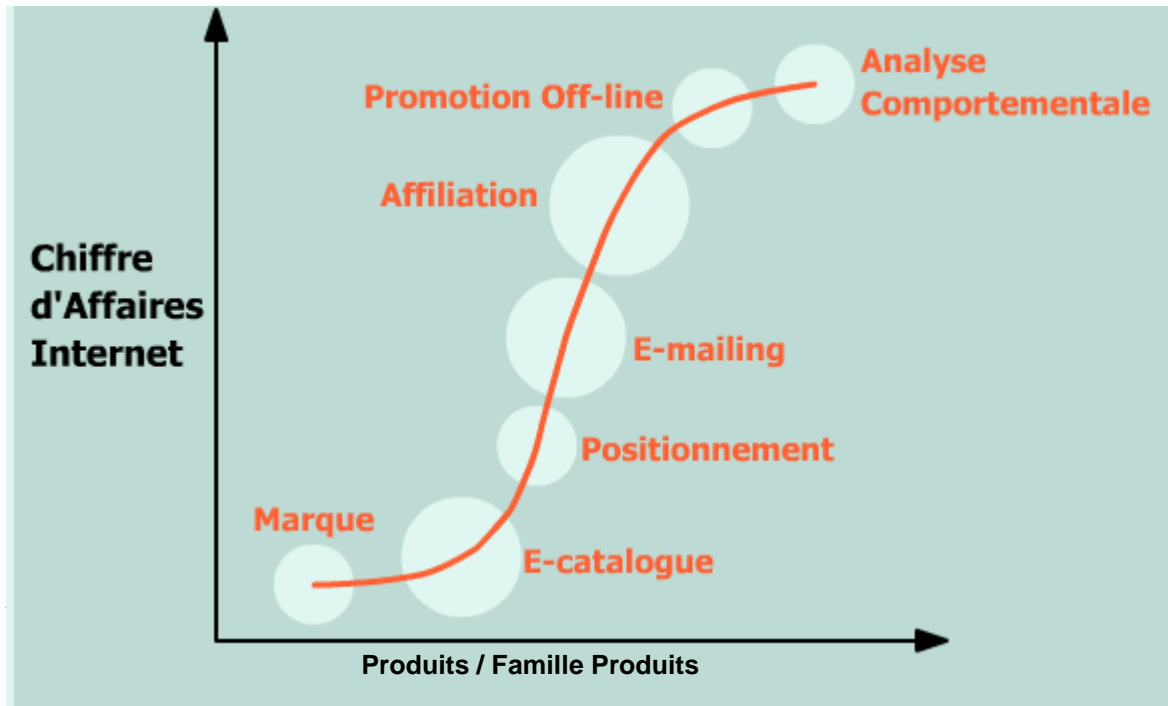 Analyse
Comportementale
Promotion Off-line
Affiliation
Chiffre
d'Affaires
Internet
E-mailing
Positionnement
Marque
E-catalogue
Produits / Famille Produits